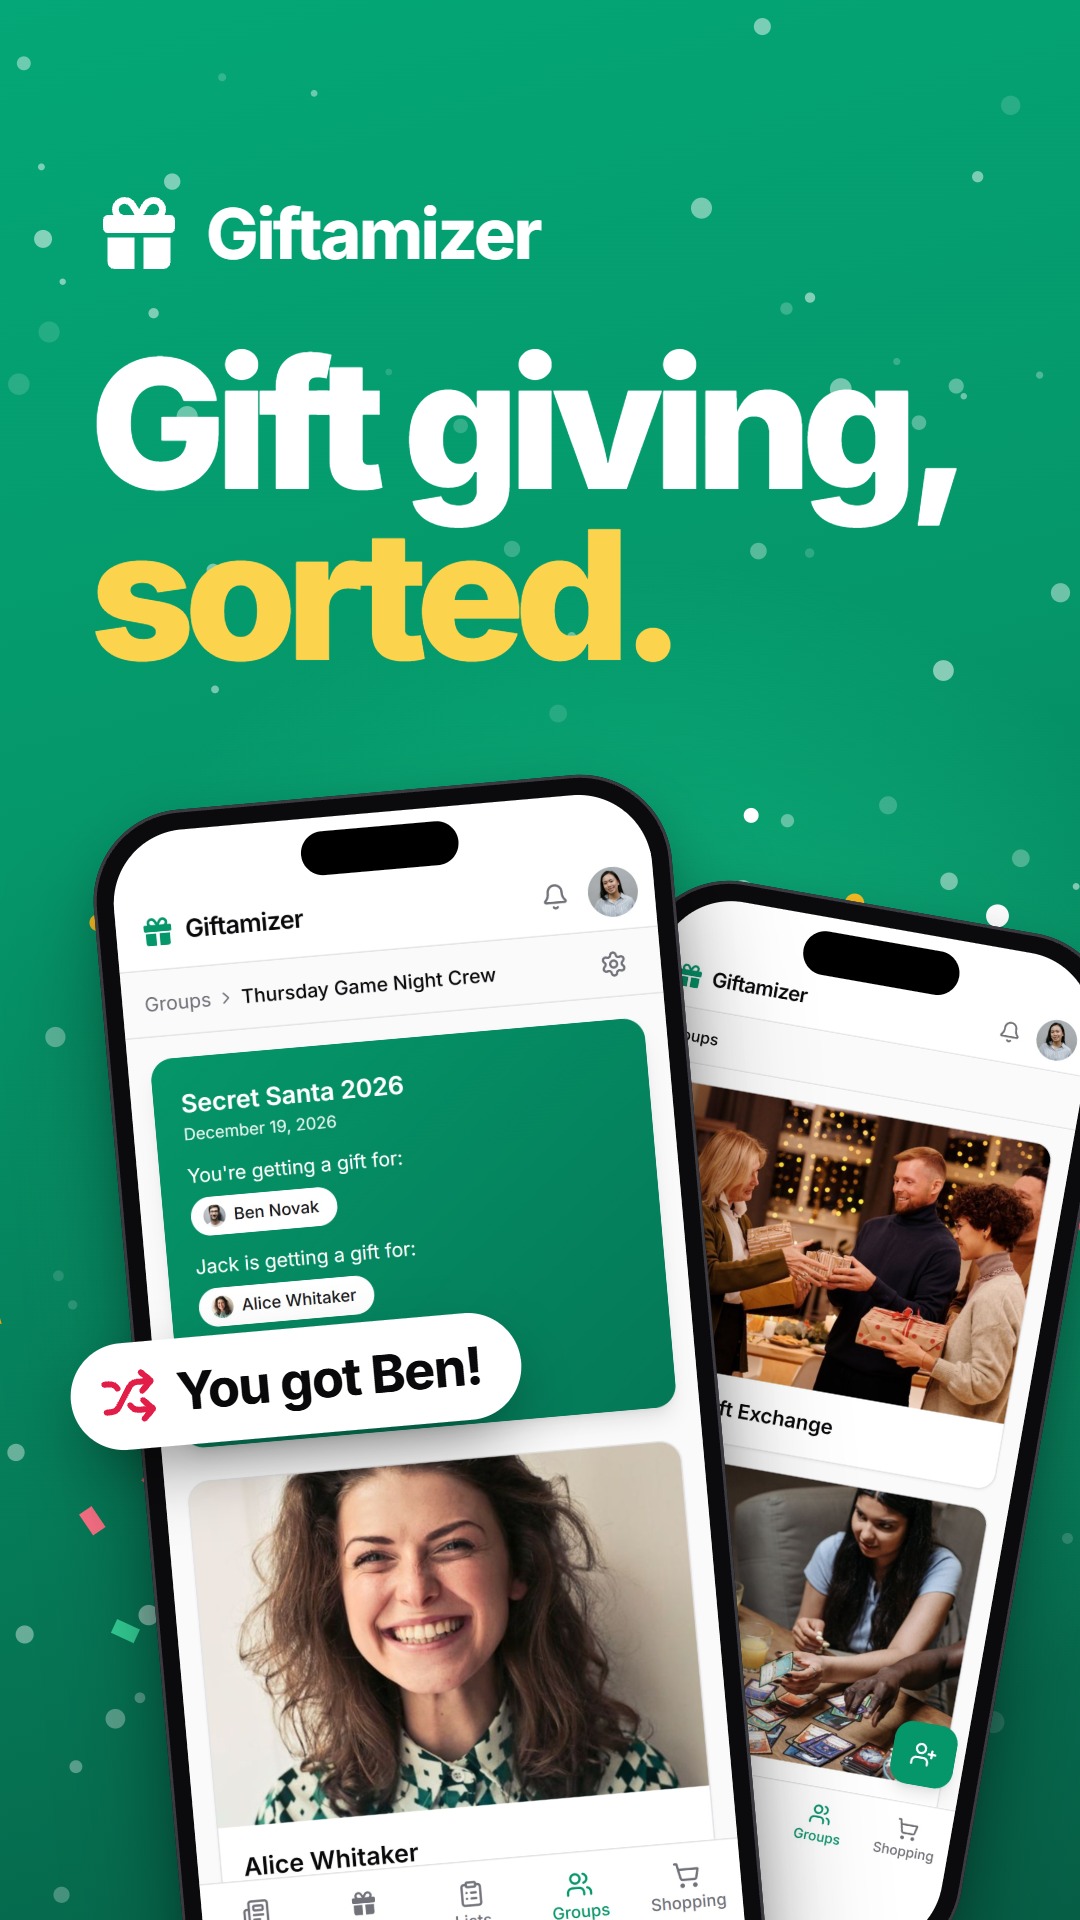 Giftamizer
Gift giving,
sorted.
Giftamizer
Groups > Thursday Game Night Crew
Secret Santa 2026
December 19, 2026
You're getting a gift for:
Ben Novak
Jack is getting a gift for:
Alice Whitaker
You got Ben!
Alice Whitaker
Lists
Groups
Shopping
Giftamizer
Exchange
Groups
Shopping